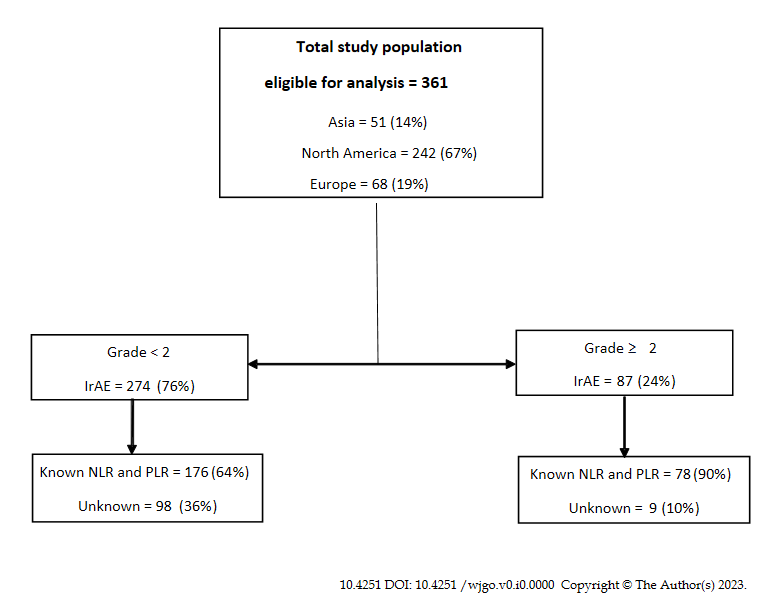 Total study population
eligible for analysis = 361
Asia = 51 (14%)
North America = 242 (67%)
Europe = 68 (19%)
Grade < 2
IrAE = 274 (76%)
Grade ≥ 2
IrAE = 87 (24%)
Known NLR and PLR = 176 (64%)
Unknown = 98 (36%)
Known NLR and PLR = 78 (90%)
Unknown = 9 (10%)
10.4251 DOI: 10.4251 /wjgo.v0.i0.0000 Copyright © The Author(s) 2023.